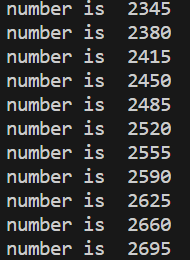 number is  2345
number is  2380
number is  2415
number is  2450
number is  2485
number is  2520
number is  2555
number is  2590
number is  2625
number is  2660
number is  2695